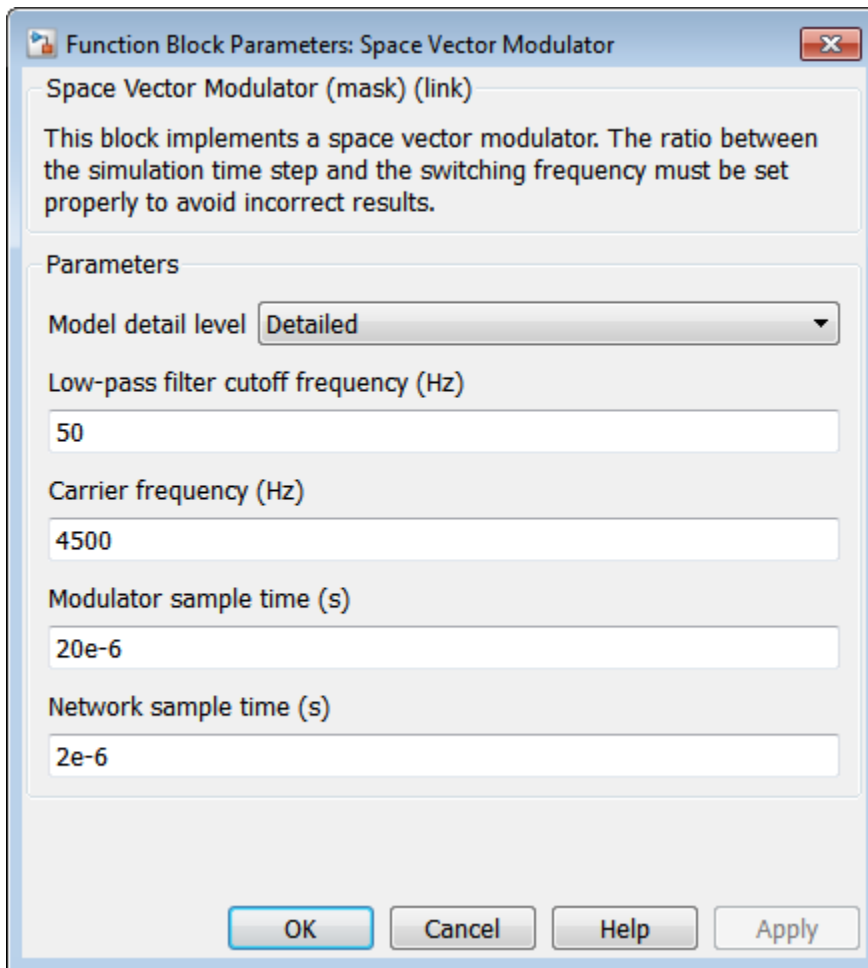 Function Block Parameters: Space Vector Modulator
Space Vector Modulator (mask) (link)
This block implements a space vector modulator. The ratio between
the simulation time step and the switching frequency must be set
properly to avoid incorrect results.
Parameters
Model detail level Detailed
Low-pass filter cutoff frequency (Hz)
50
Carrier frequency (Hz)
4500
Modulator sample time (s)
20e-6
Network sample time (s)
2e-6
OK Cancel Help Apply